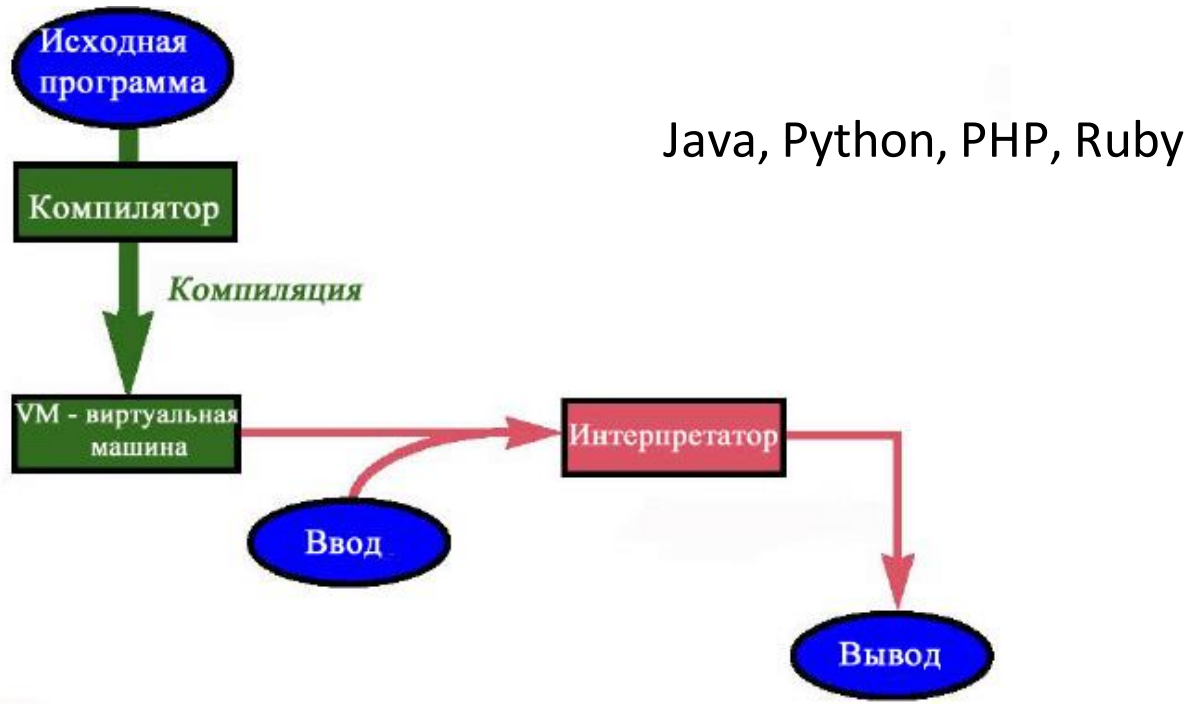 Исходная
программа
Java, Python, PHP, Ruby
Компилятор
Компиляция
VM - виртуальная
машина
Интерпретатор
Ввод
Вывод